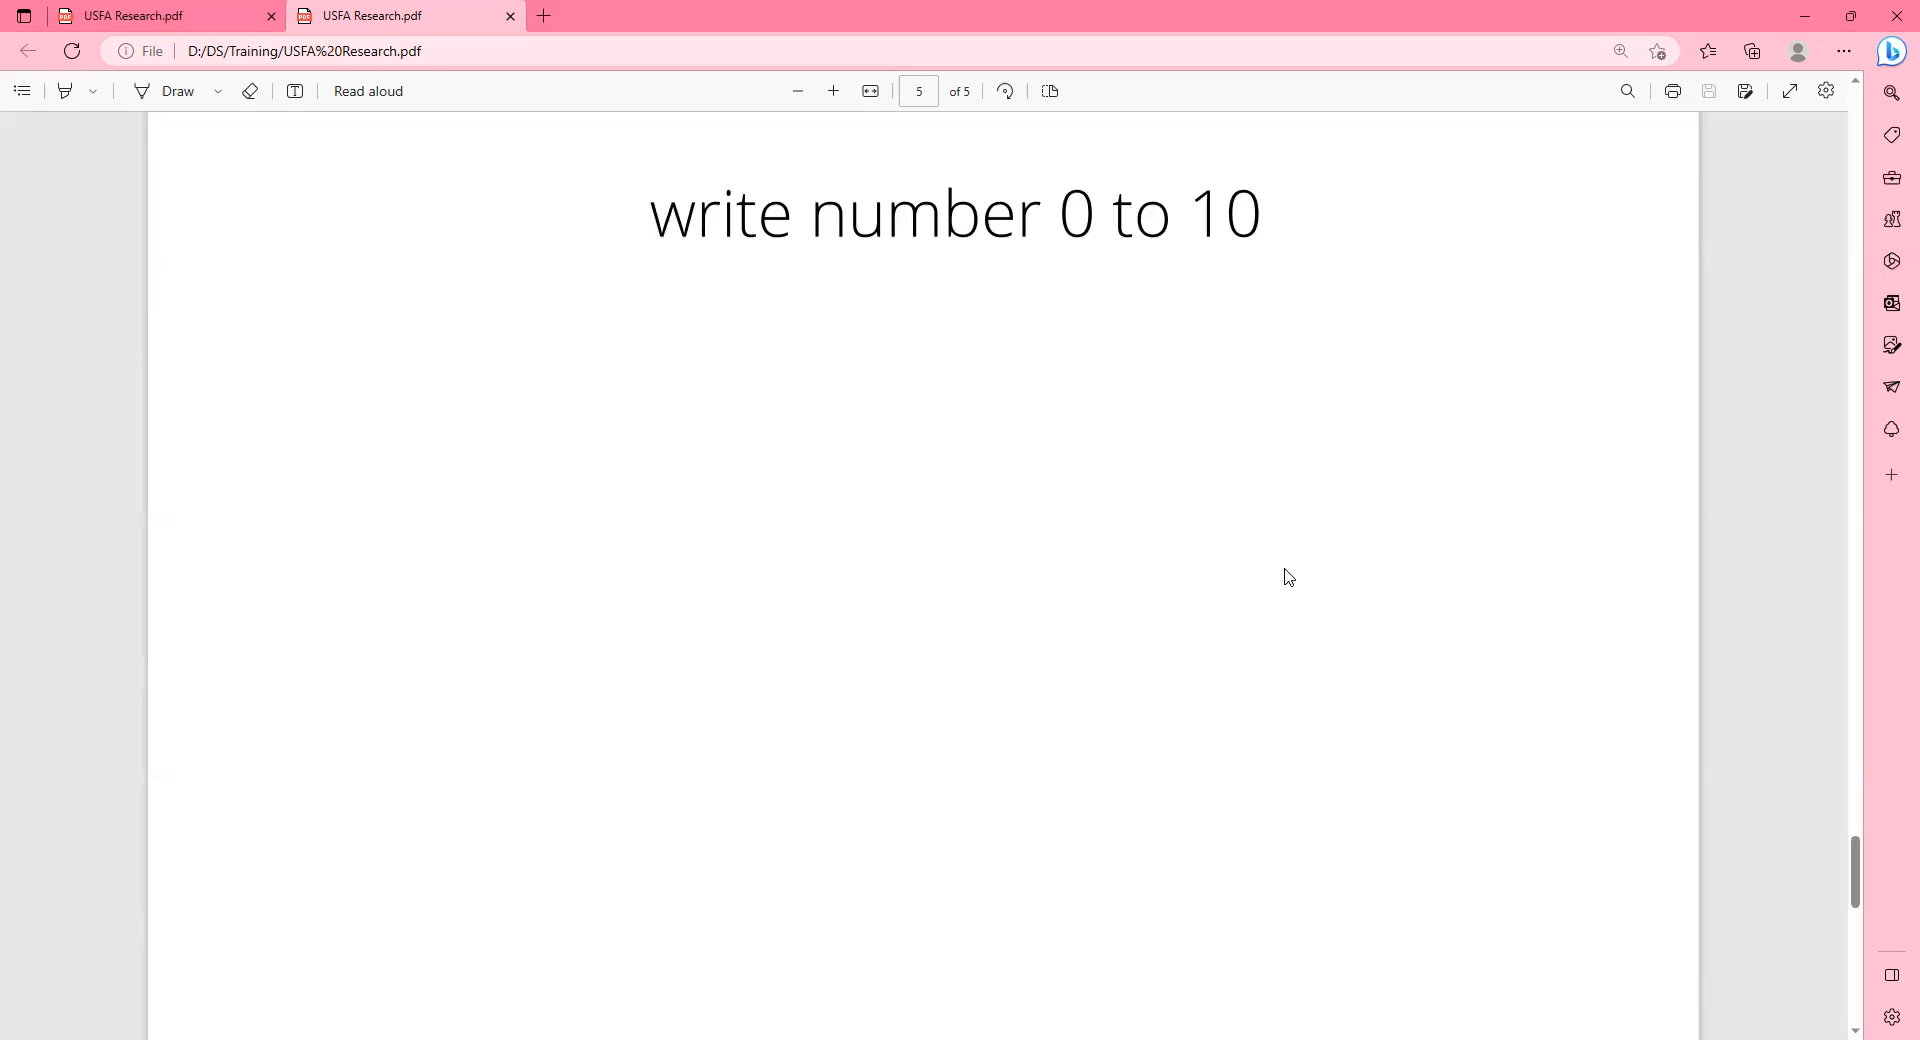 USFA Research.pdf
USFA Research.pdf
File
D:/DS/Training/USFA%20Research.pdf
Draw
Read aloud
5
of 5
write number 0 to 10